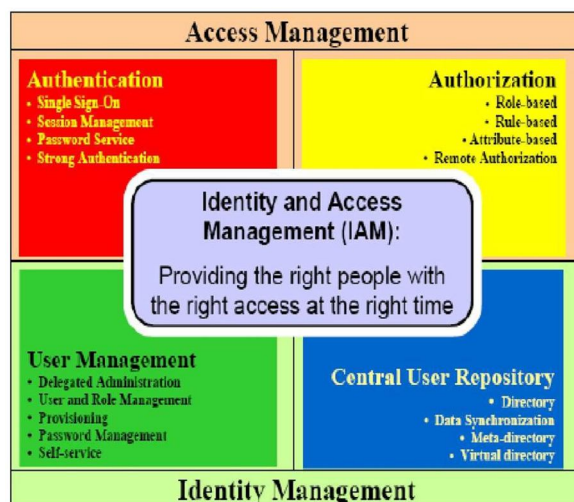 Access Management
Authentication
• Single Sign-On
• Session Management
• Password Service
• Strong Authentication
Authorization
• Role-based
• Rule-based
• Attribute-based
• Remote Authorization
Identity and Access
Management (IAM):
Providing the right people with
the right access at the right time
User Management
• Delegated Administration
• User and Role Management
• Provisioning
• Password Management
• Self-service
Central User Repository
• Directory
• Data Synchronization
• Meta-directory
• Virtual directory
Identity Management